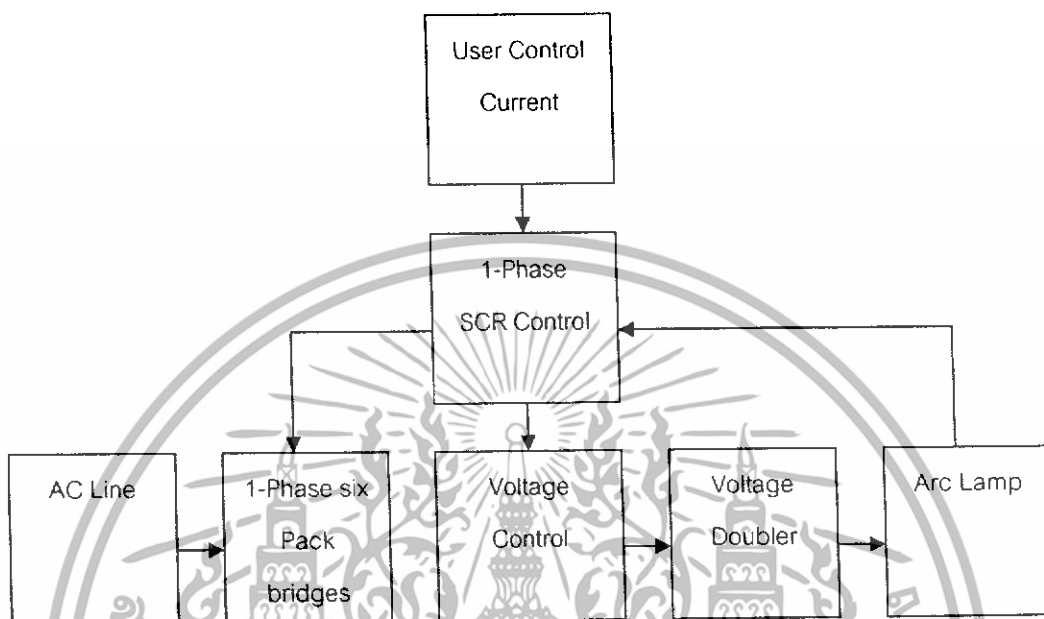 User Control
Current
1-Phase
SCR Control
AC Line
1-Phase six
Pack
bridges
Voltage
Control
Voltage
Doubler
Arc Lamp